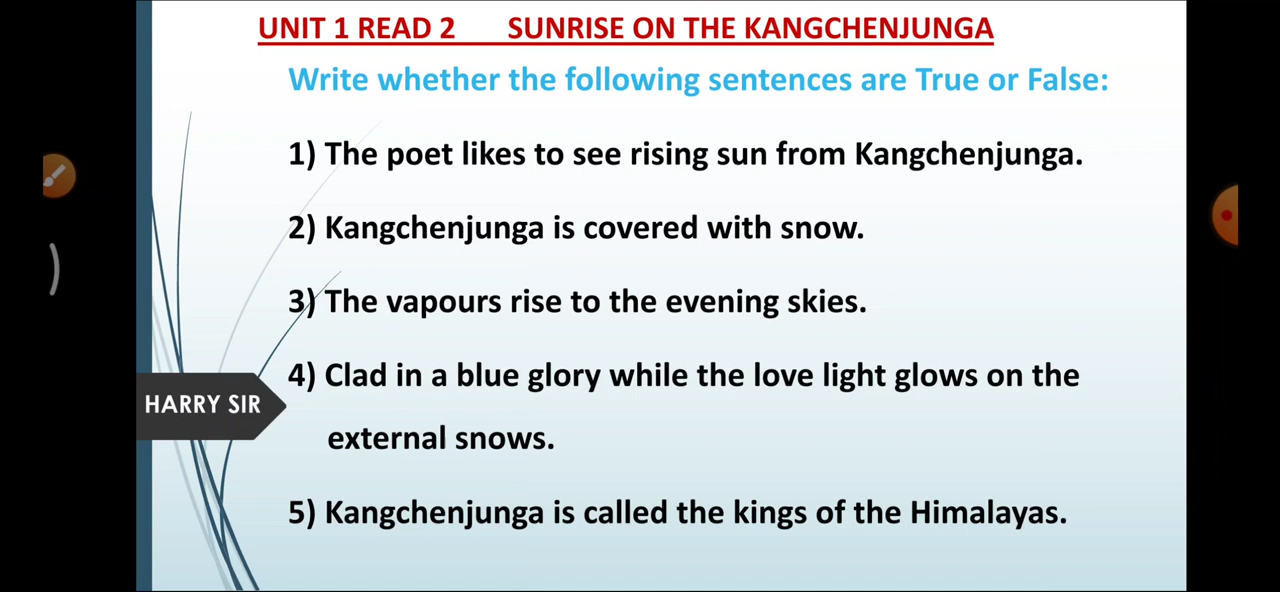 UNIT 1 READ 2 SUNRISE ON THE KANGCHENJUNGA
Write whether the following sentences are True or False:
1) The poet likes to see rising sun from Kangchenjunga.
2) Kangchenjunga is covered with snow.
3) The vapours rise to the evening skies.
4) Clad in a blue glory while the love light glows on the
external snows.
HARRY SIR
5) Kangchenjunga is called the kings of the Himalayas.